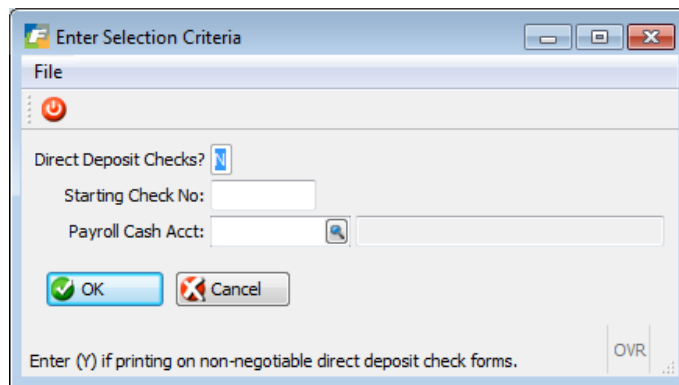 Enter Selection Criteria
File
Direct Deposit Checks? N
Starting Check No:
Payroll Cash Acct:
OK Cancel
Enter (Y) if printing on non-negotiable direct deposit check forms. OVR